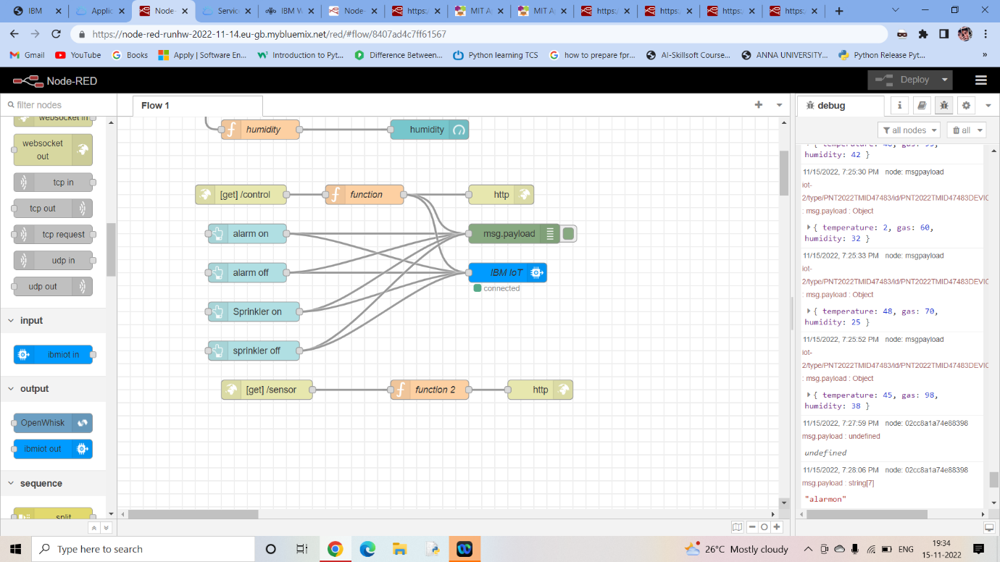 IBM
Applic
Node-
Servic
IBM W
Node-
https:
MIT A
MIT A
https:
https:
https:
https:
https://node-red-runhw-2022-11-14.eu-gb.mybluemix.net/red/#flow/8407ad4c7ff61567
Gmail
YouTube
Books
Apply | Software En...
Introduction to Pyt...
Difference Between...
Python learning TCS
how to prepare fpr...
AI-Skillsoft Course...
ANNA UNIVERSITY...
Python Release Pyt...
»
Node-RED
Deploy
filter nodes
Flow 1
debug
all nodes
all
websocket in
websocket
out
tcp in
tcp out
tcp request
udp in
udp out
input
ibmiot in
output
OpenWhisk
ibmiot out
sequence
split
humidity
humidity
[get] /control
function
http
alarm on
msg.payload
alarm off
IBM IoT
connected
Sprinkler on
sprinkler off
[get] /sensor
function 2
http
humidity: 42 }
11/15/2022, 7:25:30 PM node: msgpayload
iot-
2/type/PNT2022TMID47483/id/PNT2022TMID47483DEVIC
: msg.payload : Object
{ temperature: 2, gas: 60,
humidity: 32 }
11/15/2022, 7:25:33 PM node: msgpayload
iot-
2/type/PNT2022TMID47483/id/PNT2022TMID47483DEVIC
: msg.payload : Object
{ temperature: 48, gas: 70,
humidity: 25 }
11/15/2022, 7:25:52 PM node: msgpayload
iot-
2/type/PNT2022TMID47483/id/PNT2022TMID47483DEVIC
: msg.payload : Object
{ temperature: 45, gas: 98,
humidity: 38 }
11/15/2022, 7:27:59 PM node: 02cc8a1a74e88398
msg.payload : undefined
undefined
11/15/2022, 7:28:06 PM node: 02cc8a1a74e88398
msg.payload : string[7]
"alarmon"
Type here to search
26°C Mostly cloudy
ENG
19:34
15-11-2022